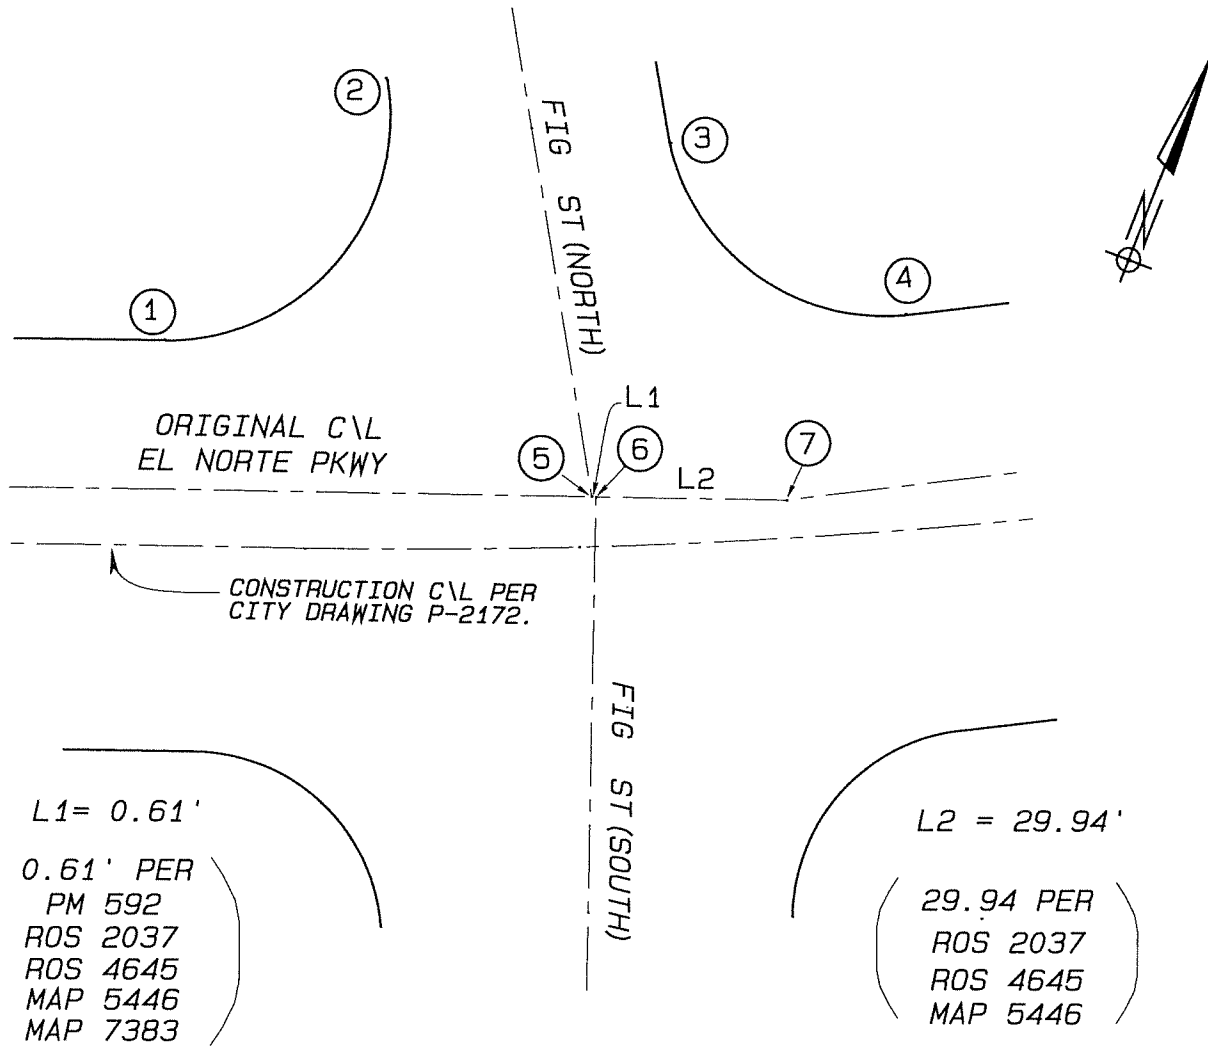 2
3
FIG ST (NORTH)
N
1
4
L1
ORIGINAL C\L
EL NORTE PKWY
5
6
7
L2
CONSTRUCTION C\L PER
CITY DRAWING P-2172.
FIG ST (SOUTH)
L1= 0.61'
0.61' PER
PM 592
ROS 2037
ROS 4645
MAP 5446
MAP 7383
L2 = 29.94'
29.94 PER
ROS 2037
ROS 4645
MAP 5446